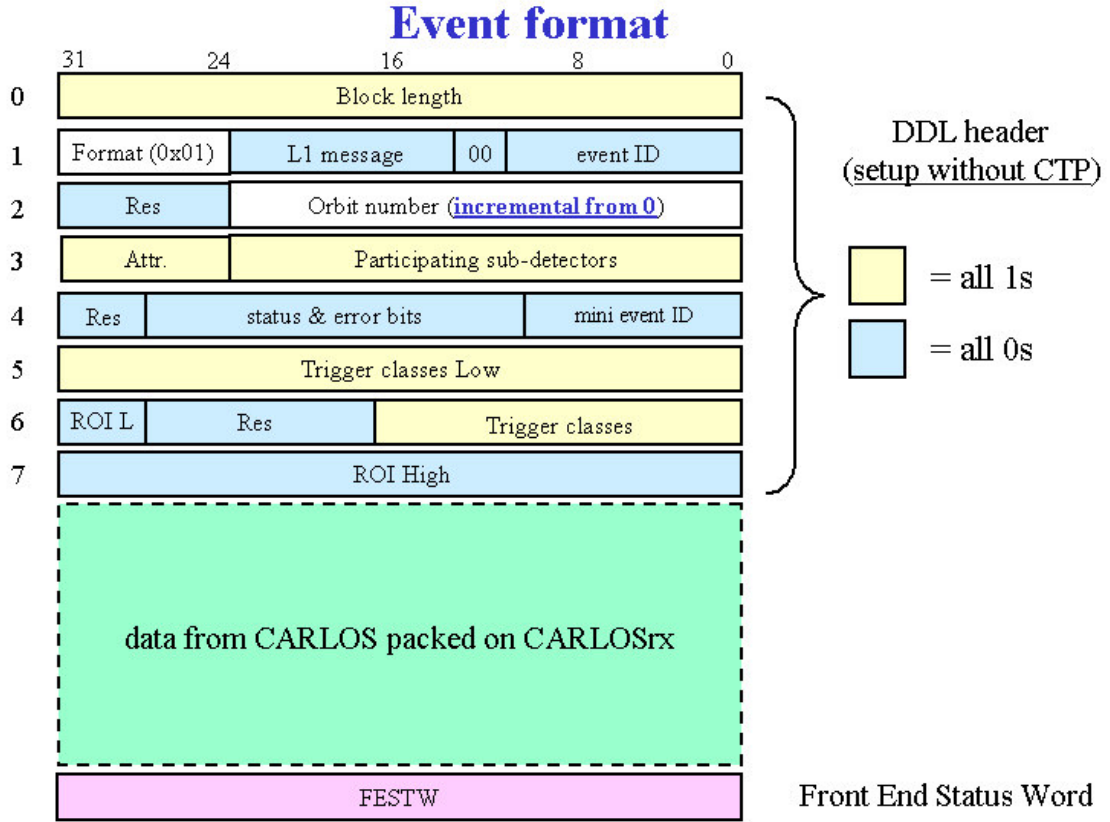 Event format
31 24 16 8 0
0 Block length
1 Format (0x01) L1 message 00 event ID
2 Res Orbit number (incremental from 0)
3 Attr. Participating sub-detectors
4 Res status & error bits mini event ID
5 Trigger classes Low
6 ROI L Res Trigger classes
7 ROI High
DDL header
(setup without CTP)
= all 1s
= all 0s
data from CARLOS packed on CARLOSrx
FESTW Front End Status Word